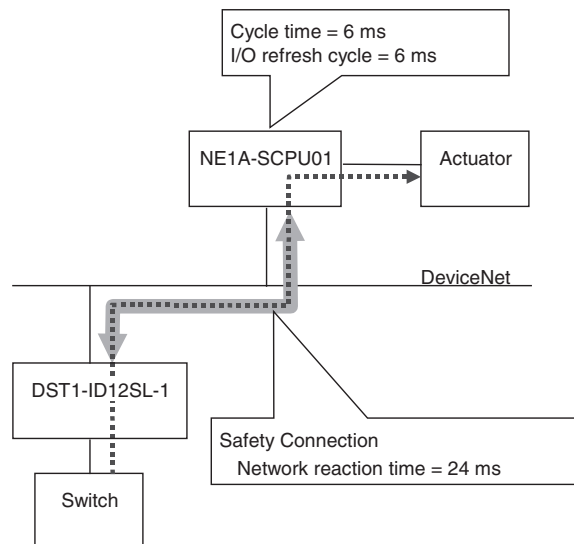 Cycle time = 6 ms
I/O refresh cycle = 6 ms
NE1A-SCPU01
Actuator
DeviceNet
DST1-ID12SL-1
Safety Connection
Network reaction time = 24 ms
Switch